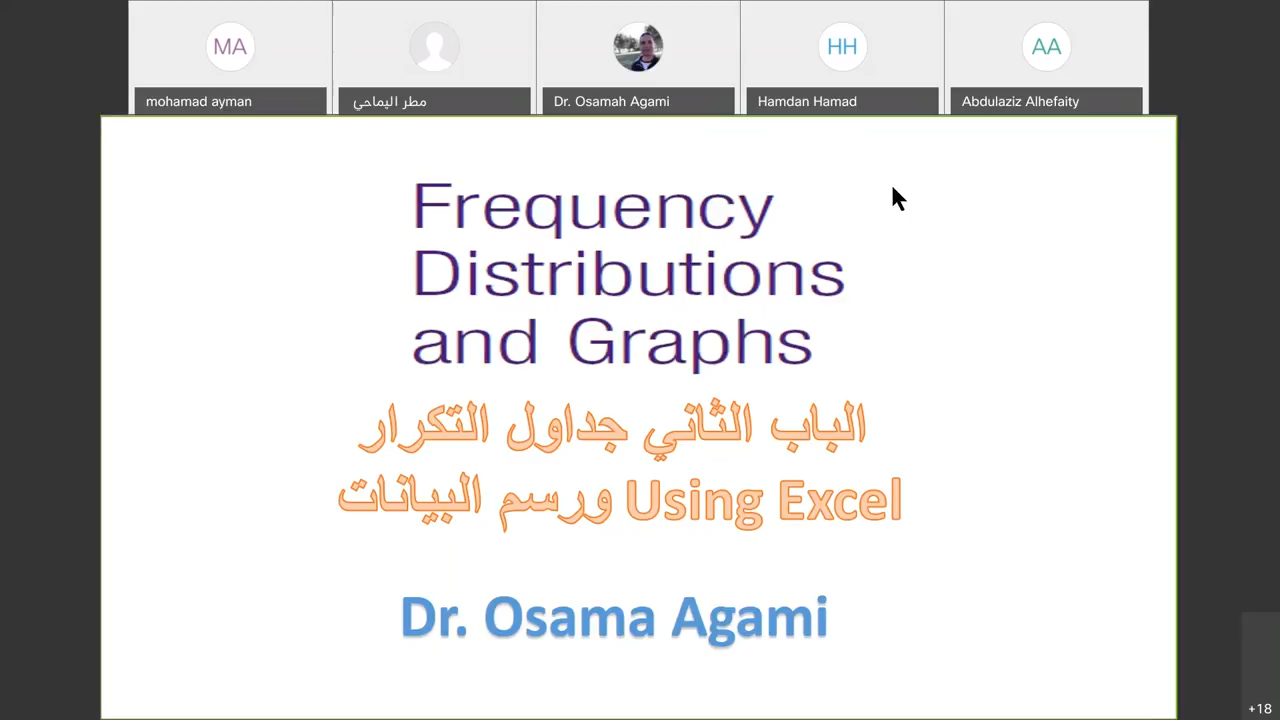 MA
HH
AA
mohamad ayman
مطر اليماحي
Dr. Osamah Agami
Hamdan Hamad
Abdulaziz Alhefaity
Frequency
Distributions
and Graphs
الباب الثاني جداول التكرار
ورسم البيانات Using Excel
Dr. Osama Agami
+18